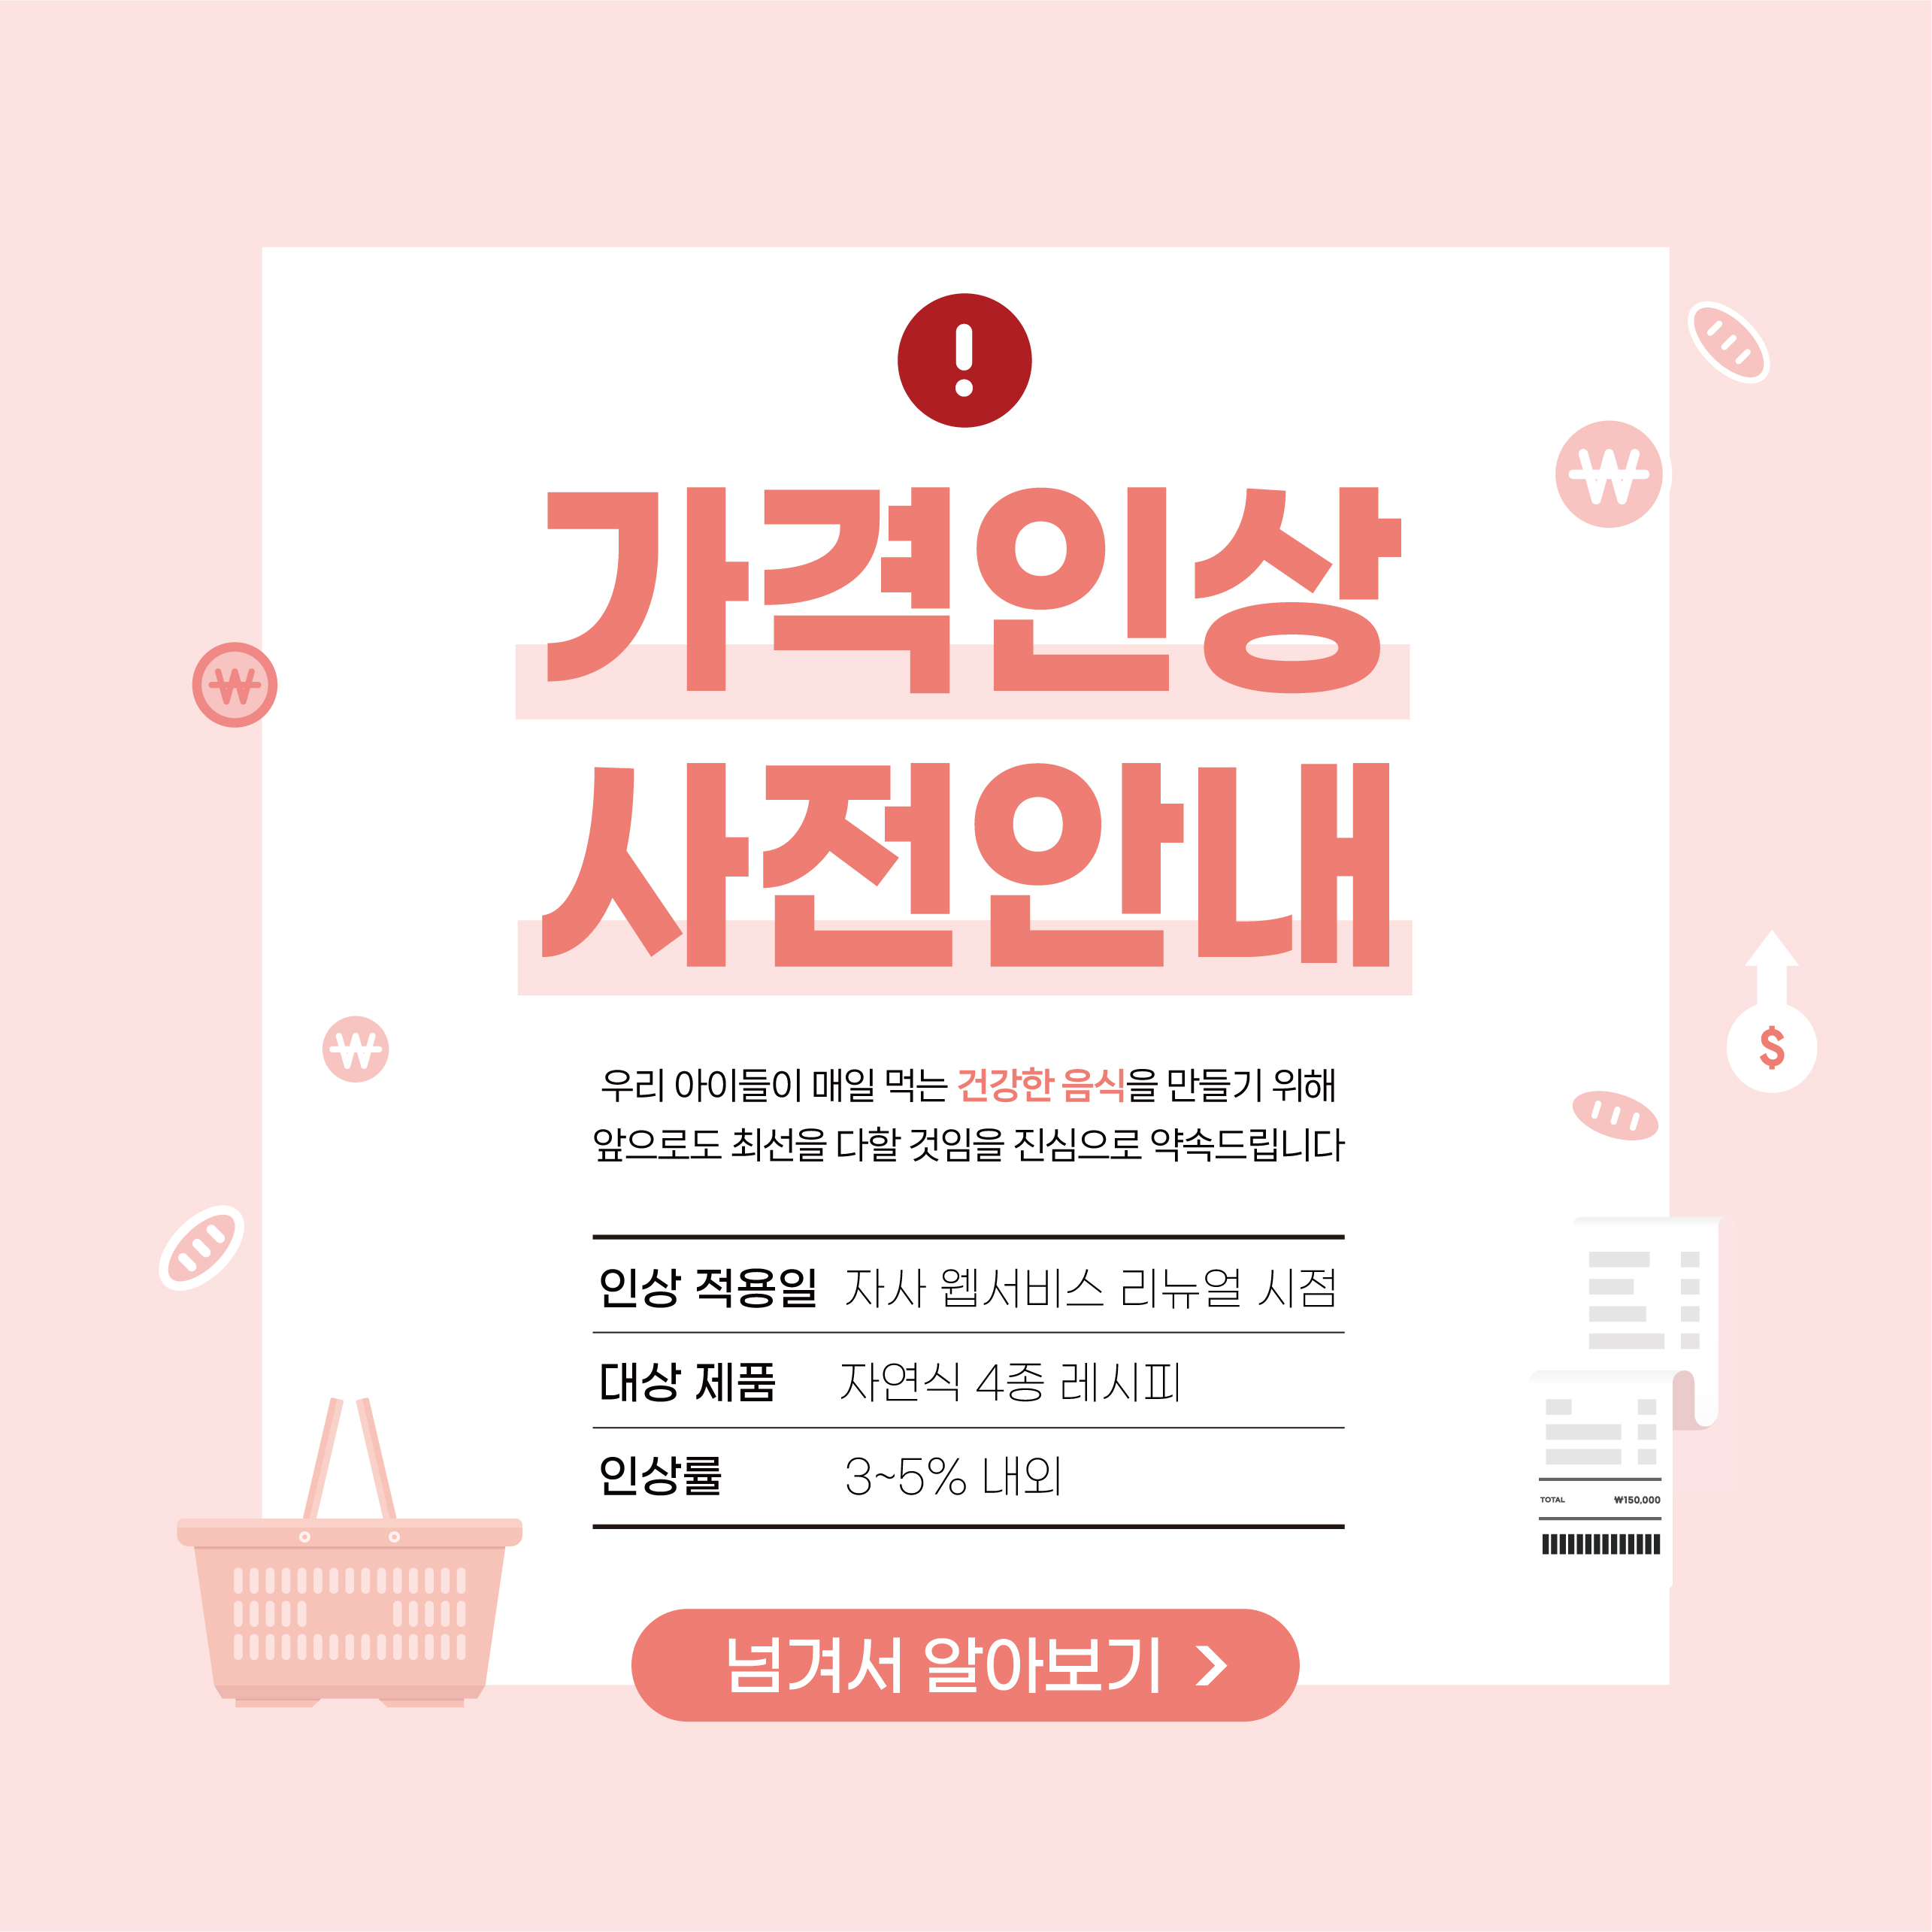 가격인상
사전안내
우리 아이들이 매일 먹는 건강한 음식을 만들기 위해
앞으로도 최선을 다할 것임을 진심으로 약속드립니다
인상 적용일 자사 웹서비스 리뉴얼 시점
대상 제품 자연식 4종 레시피
인상률 3~5% 내외
TOTAL ₩150,000
넘겨서 알아보기